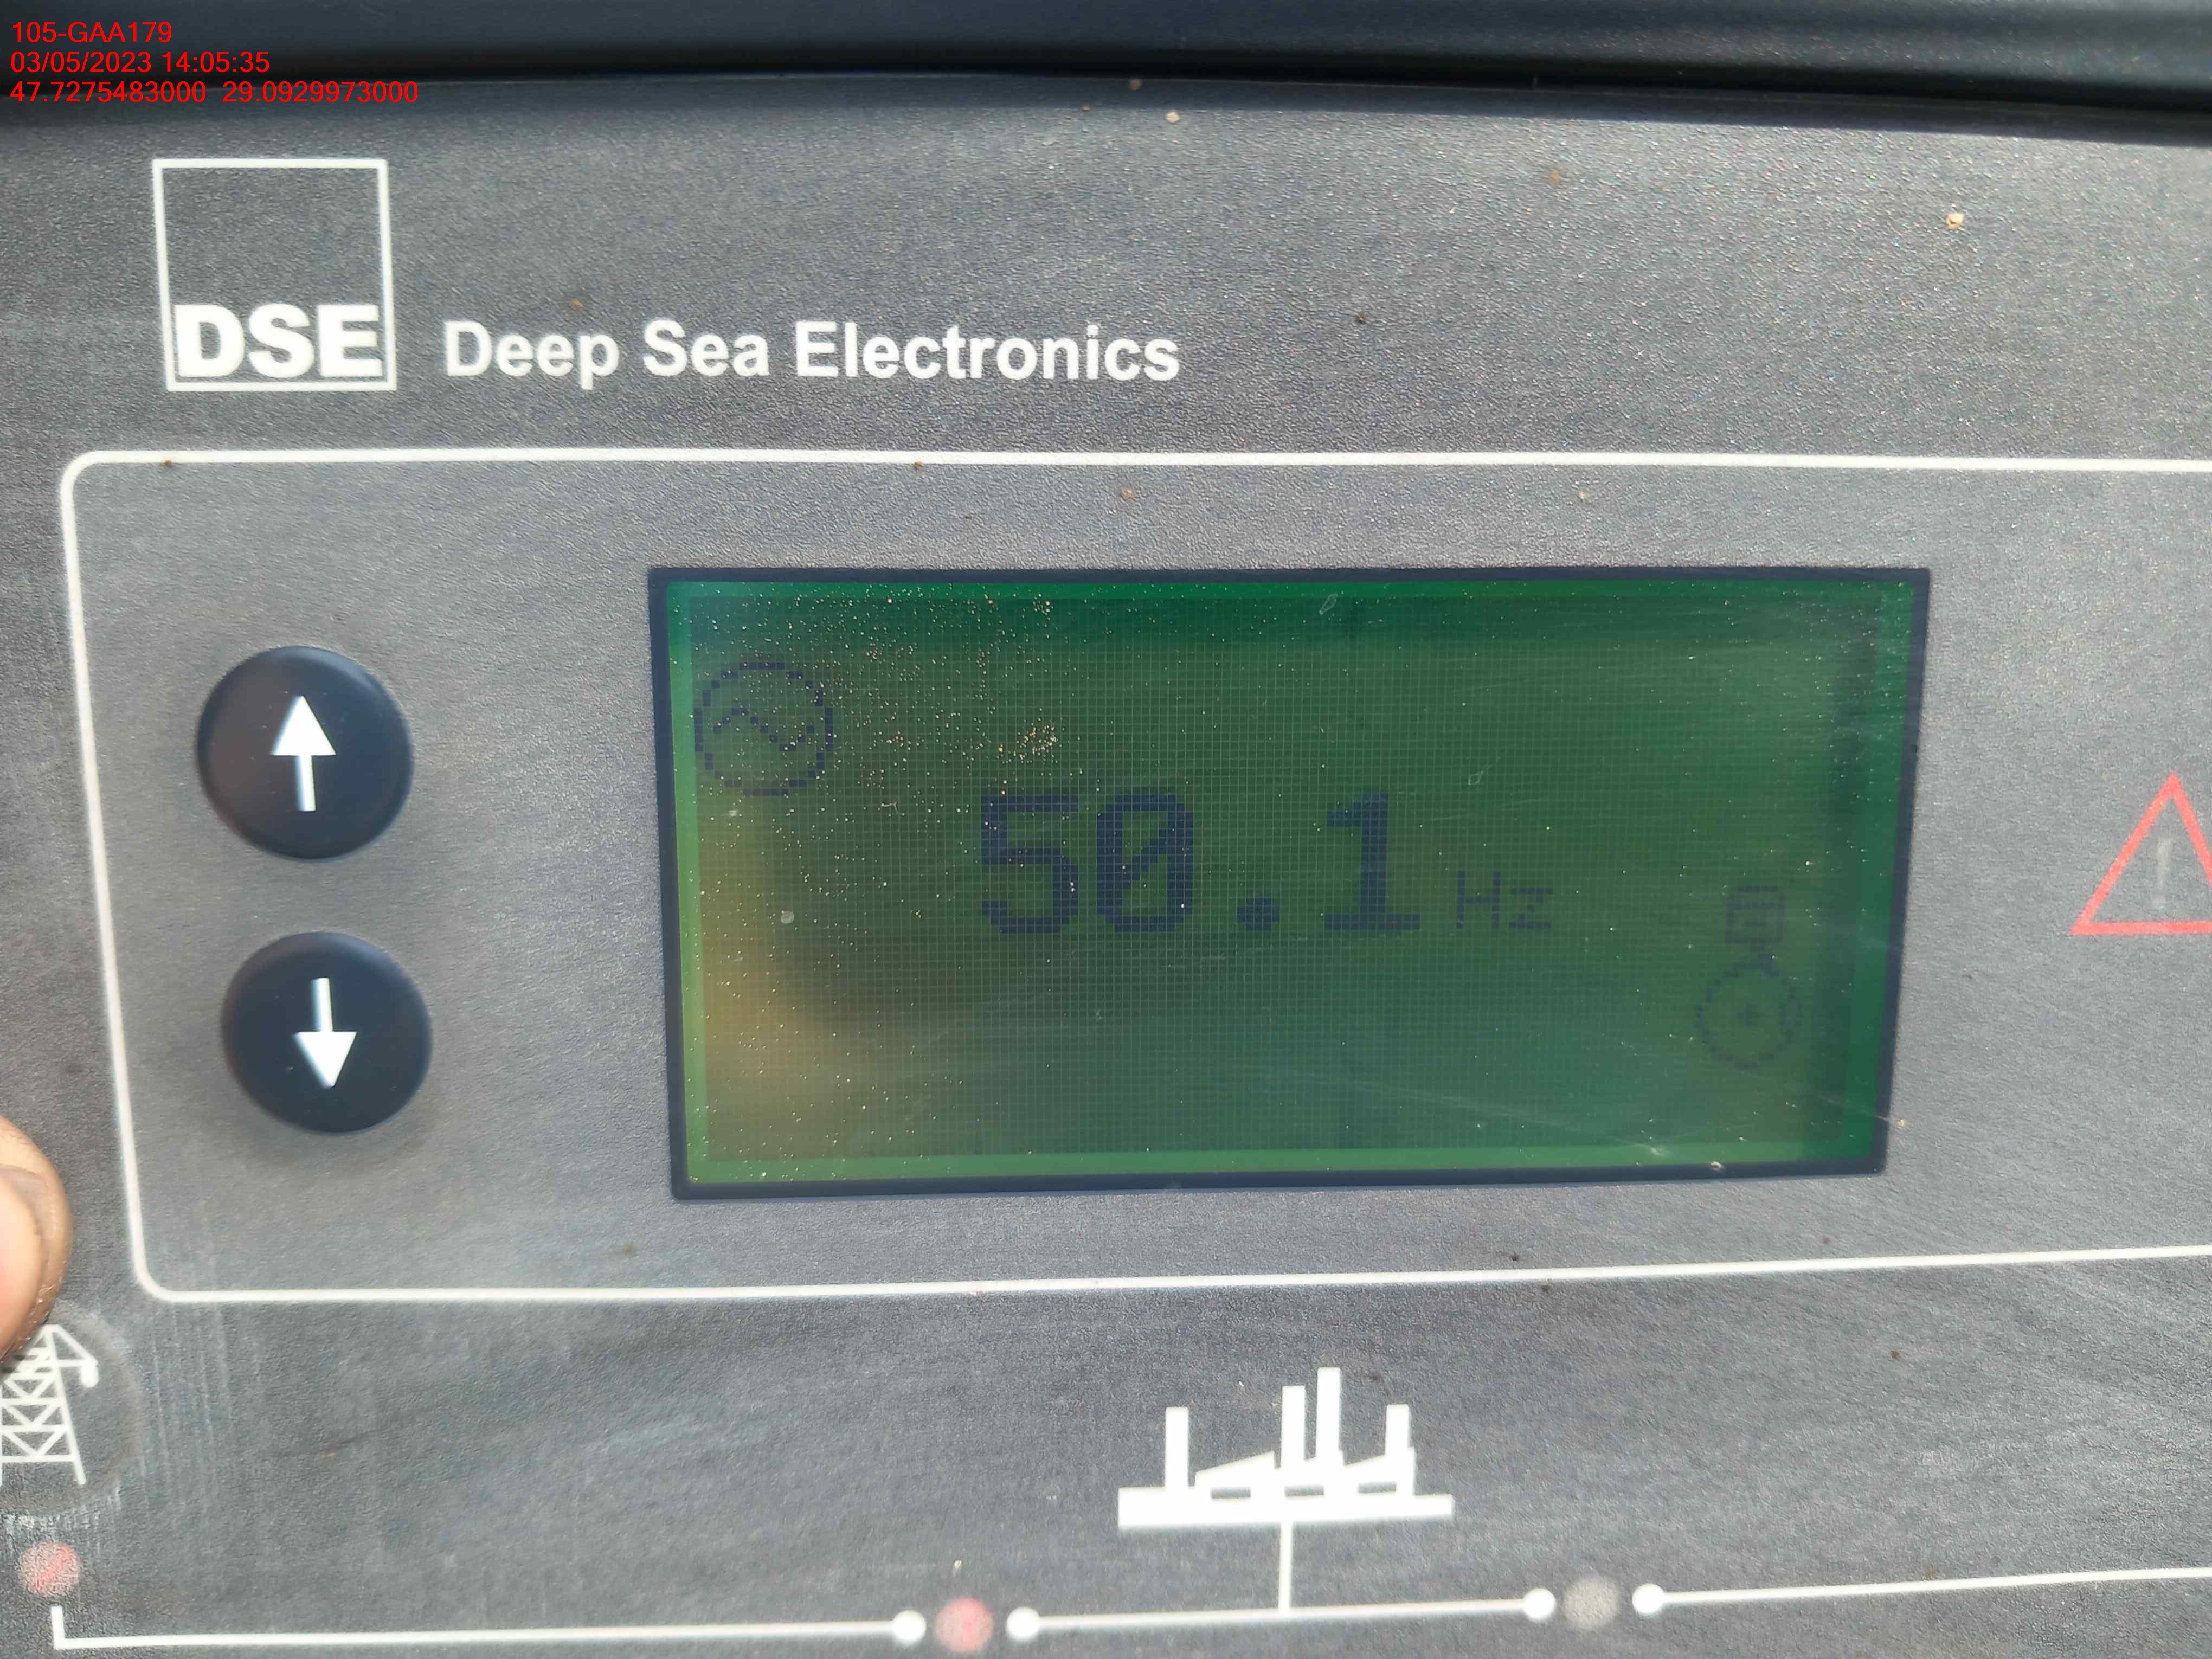 105-GAA179
03/05/2023 14:05:35
47.7275483000 29.0929973000
DSE Deep Sea Electronics
50.1 Hz